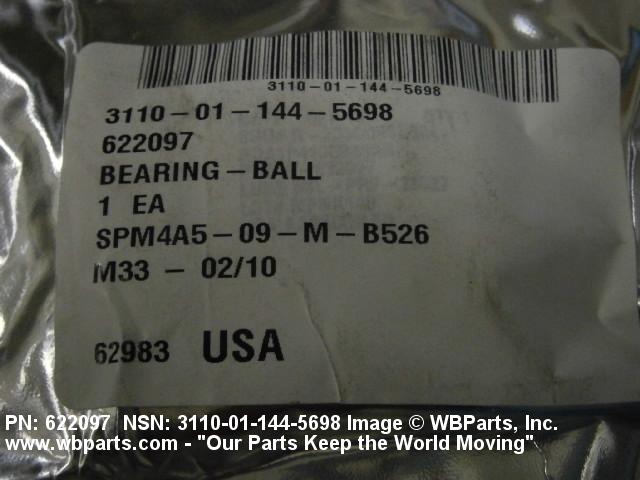 3110-01-144-5698
3110-01-144-5698
622097
BEARING-BALL
1 EA
SPM4A5-09-M-B526
M33 - 02/10
62983 USA
PN: 622097 NSN: 3110-01-144-5698 Image © WBParts, Inc.
www.wbparts.com - "Our Parts Keep the World Moving"